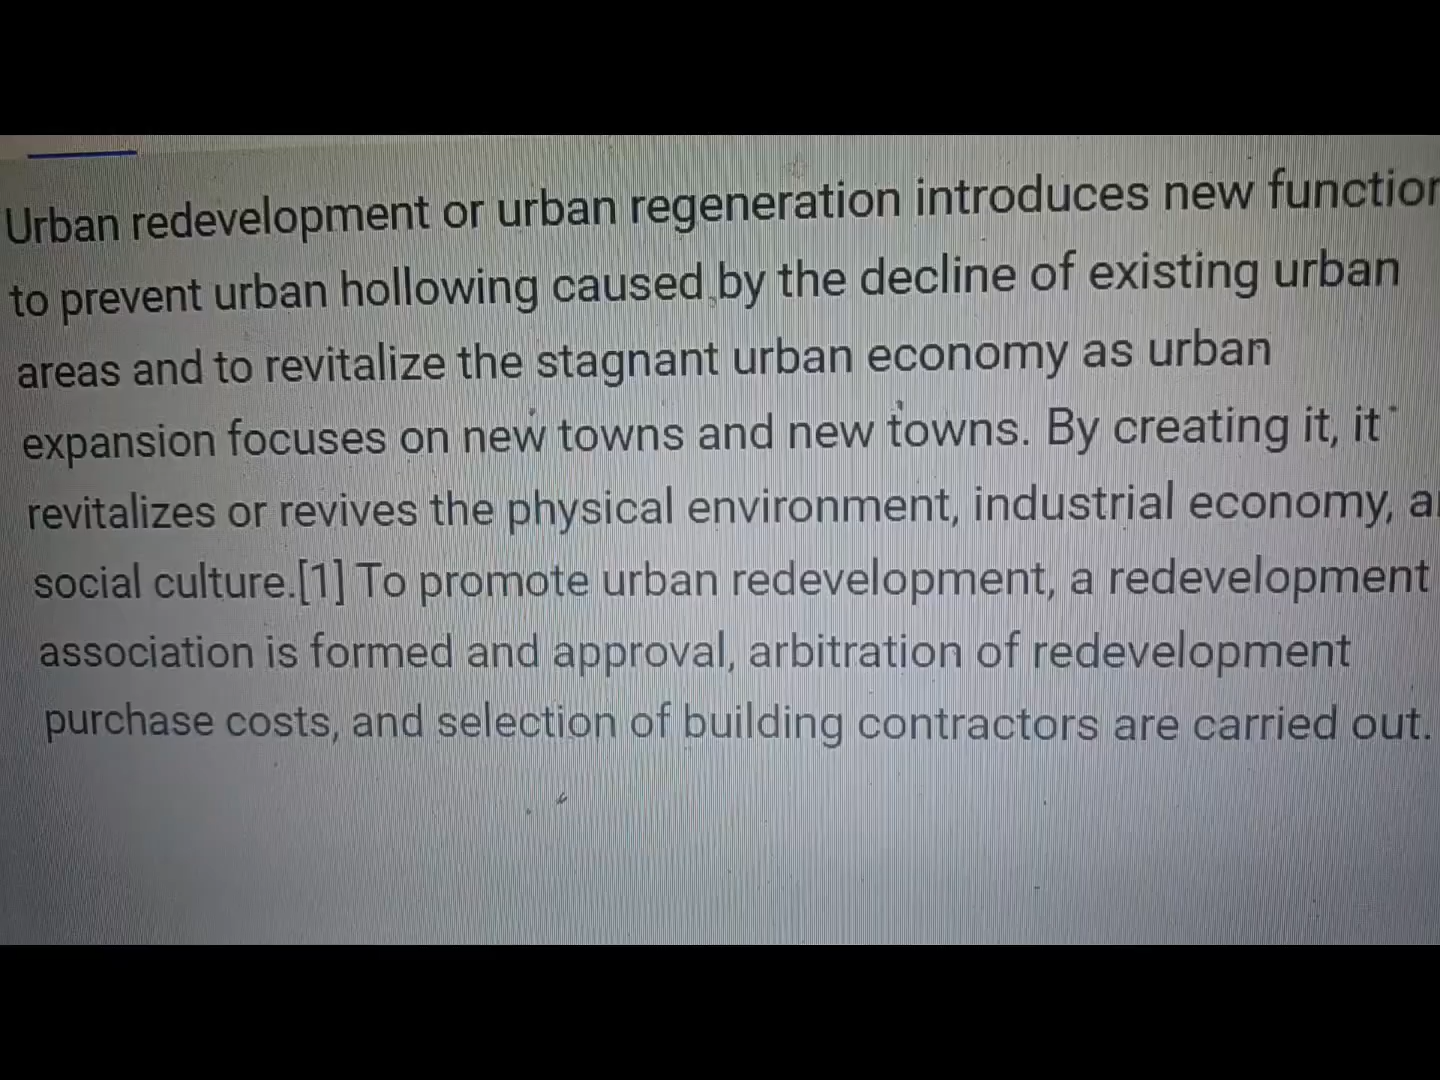 Urban redevelopment or urban regeneration introduces new function
to prevent urban hollowing caused by the decline of existing urban
areas and to revitalize the stagnant urban economy as urban
expansion focuses on new towns and new towns. By creating it, it
revitalizes or revives the physical environment, industrial economy,
social culture.[1] To promote urban redevelopment, a redevelopment
association is formed and approval, arbitration of redevelopment
purchase costs, and selection of building contractors are carried out.